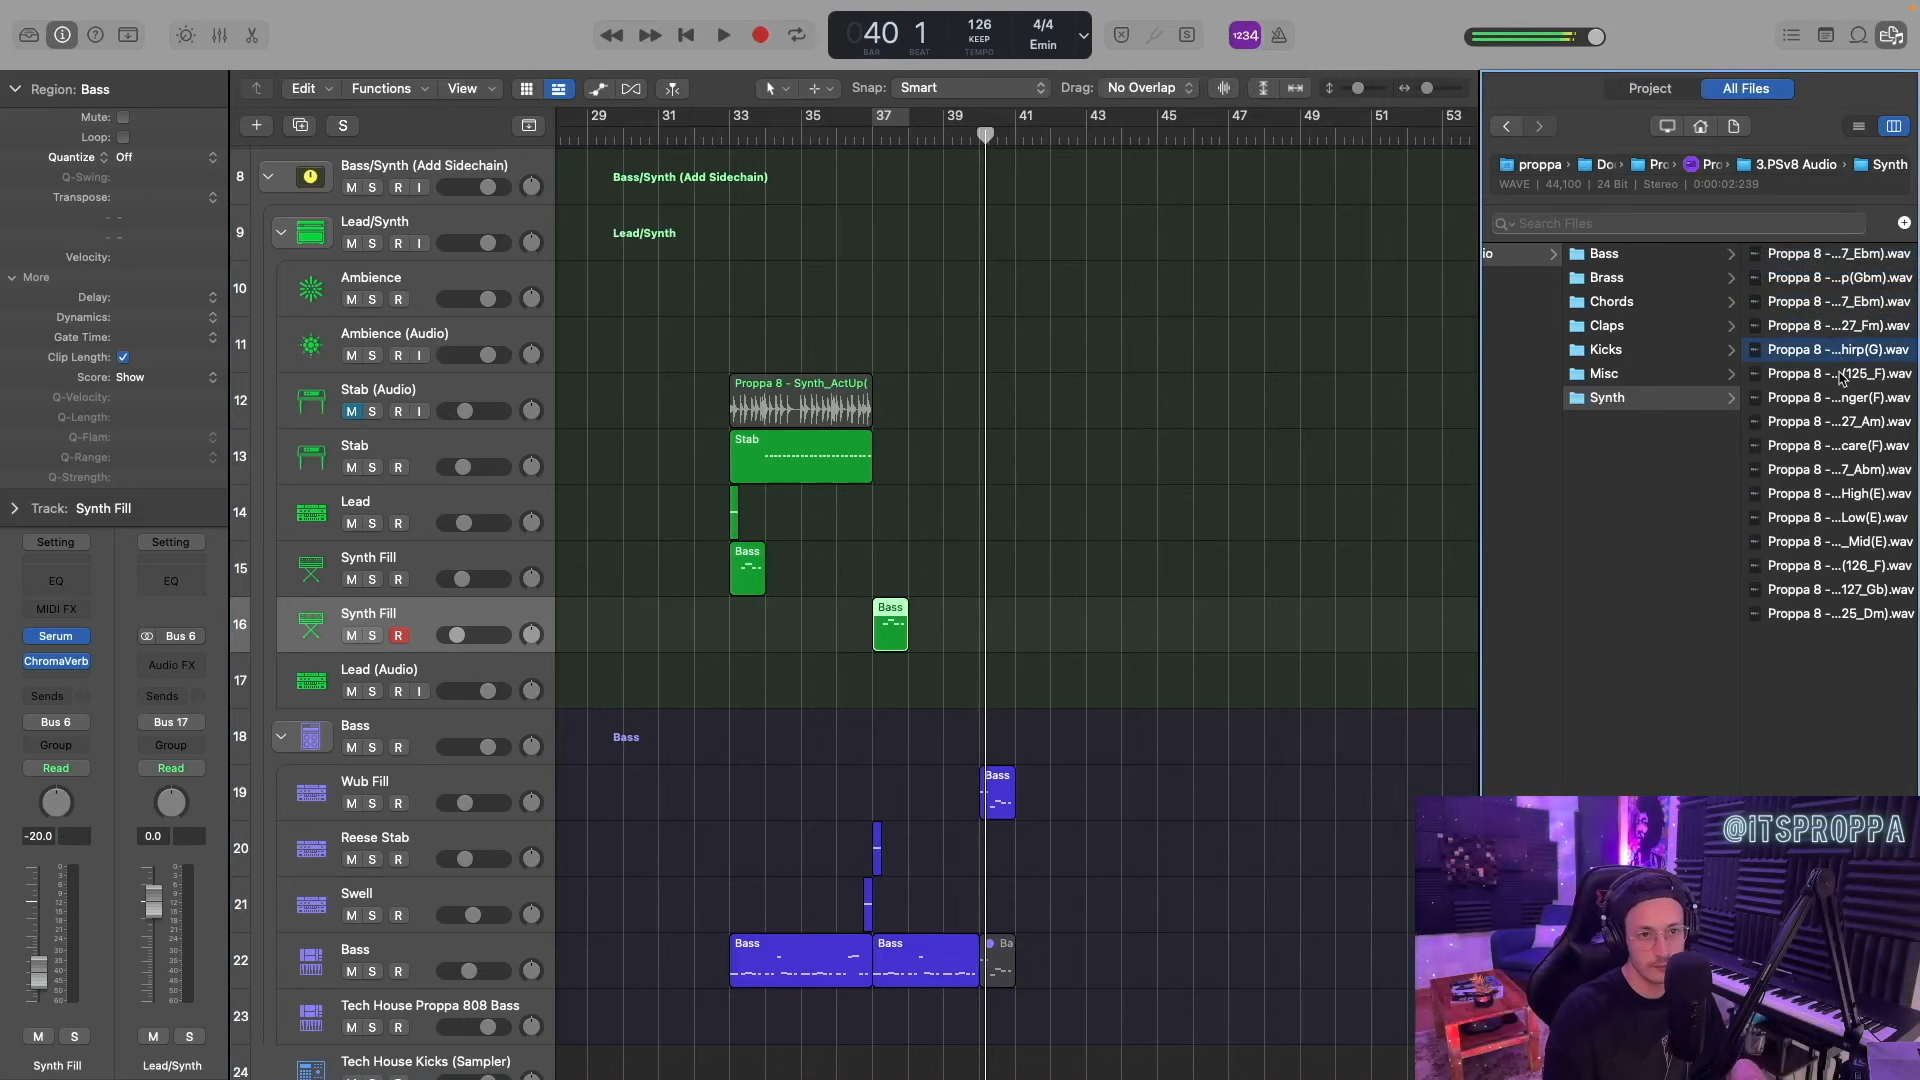 40 1
BAR BEAT
126
KEEP
TEMPO
4/4
Emin
1234
Region: Bass
Mute:
Loop:
Quantize Off
Q-Swing:
Transpose:
Velocity:
More
Delay:
Dynamics:
Gate Time:
Clip Length:
Score: Show
Q-Velocity:
Q-Length:
Q-Flam:
Q-Range:
Q-Strength:
Track: Synth Fill
Setting Setting
EQ EQ
MIDI FX
Serum Bus 6
ChromaVerb Audio FX
Sends Sends
Bus 6 Bus 17
Group Group
Read Read
-20.0 0.0
M S M S
Synth Fill Lead/Synth
Edit Functions View
Snap: Smart
Drag: No Overlap
S
29 31 33 35 37 39 41 43 45 47 49 51 53
8 Bass/Synth (Add Sidechain)
M S R I
Bass/Synth (Add Sidechain)
9 Lead/Synth
M S R I
Lead/Synth
10 Ambience
M S R
11 Ambience (Audio)
M S R I
12 Stab (Audio)
M S R I
Proppa 8 - Synth_ActUp(
13 Stab
M S R
Stab
14 Lead
M S R
15 Synth Fill
M S R
Bass
16 Synth Fill
M S R
Bass
17 Lead (Audio)
M S R I
18 Bass
M S R
Bass
19 Wub Fill
M S R
Bass
20 Reese Stab
M S R
21 Swell
M S R
22 Bass
M S R
Bass Bass Ba
23 Tech House Proppa 808 Bass
M S R
24 Tech House Kicks (Sampler)
Project All Files
proppa Do Pro Pro 3.PSv8 Audio Synth
WAVE | 44,100 | 24 Bit | Stereo | 0:00:02:239
Search Files
io
Bass
Brass
Chords
Claps
Kicks
Misc
Synth
Proppa 8 -...7_Ebm).wav
Proppa 8 -...p(Gbm).wav
Proppa 8 -...7_Ebm).wav
Proppa 8 -...27_Fm).wav
Proppa 8 -...hirp(G).wav
Proppa 8 -...(125_F).wav
Proppa 8 -...nger(F).wav
Proppa 8 -...27_Am).wav
Proppa 8 -...care(F).wav
Proppa 8 -...7_Abm).wav
Proppa 8 -...High(E).wav
Proppa 8 -...Low(E).wav
Proppa 8 -..._Mid(E).wav
Proppa 8 -...(126_F).wav
Proppa 8 -...127_Gb).wav
Proppa 8 -...25_Dm).wav
@ITSPROPPA